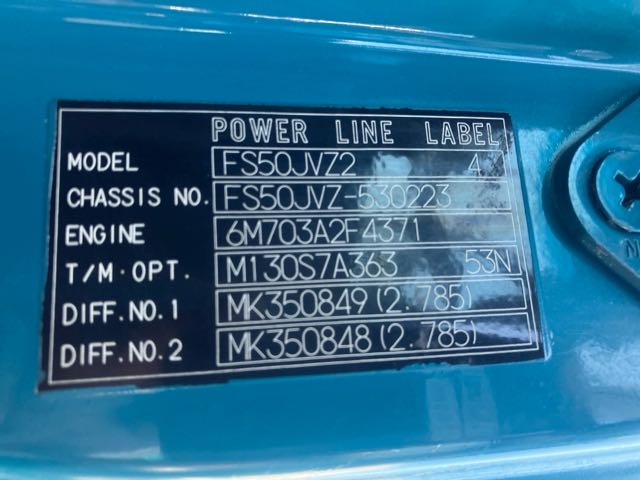 POWER LINE LABEL
MODEL FS50JVZ2
CHASSIS NO. FS50JVZ-530223
ENGINE 6M703A2F4371
T/M·OPT. M130S7A363 53N
DIFF.NO.1 MK350849(2.785)
DIFF.NO.2 MK350848(2.785)